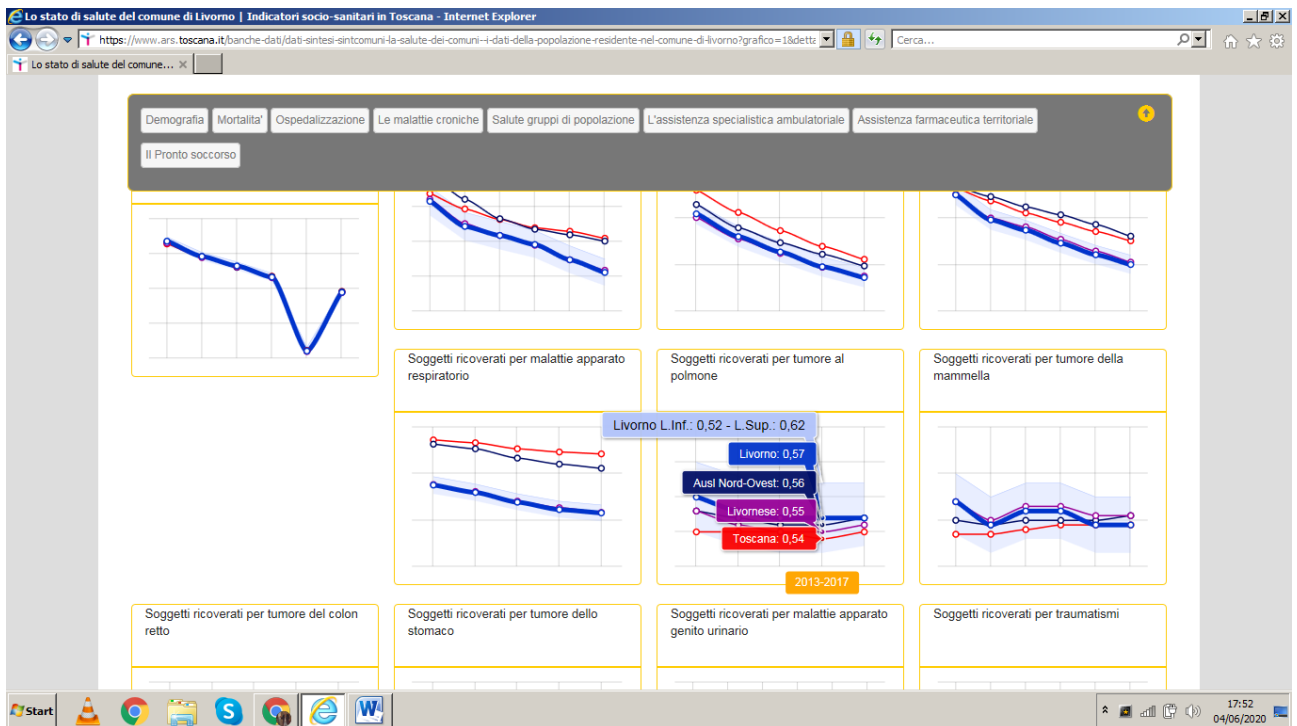 Lo stato di salute del comune di Livorno | Indicatori socio-sanitari in Toscana - Internet Explorer
https://www.ars.toscana.it/banche-dati/dati-sintesi-sintcomuni-la-salute-dei-comuni--i-dati-della-popolazione-residente-nel-comune-di-livorno?grafico=1&detta
Cerca...
Lo stato di salute del comune...
Demografia Mortalita' Ospedalizzazione Le malattie croniche Salute gruppi di popolazione L'assistenza specialistica ambulatoriale Assistenza farmaceutica territoriale
Il Pronto soccorso
Soggetti ricoverati per malattie apparato
respiratorio
Soggetti ricoverati per tumore al
polmone
Soggetti ricoverati per tumore della
mammella
Livorno L.Inf.: 0,52 - L.Sup.: 0,62
Livorno: 0,57
Ausl Nord-Ovest: 0,56
Livornese: 0,55
Toscana: 0,54
2013-2017
Soggetti ricoverati per tumore del colon
retto
Soggetti ricoverati per tumore dello
stomaco
Soggetti ricoverati per malattie apparato
genito urinario
Soggetti ricoverati per traumatismi
Start
17:52
04/06/2020